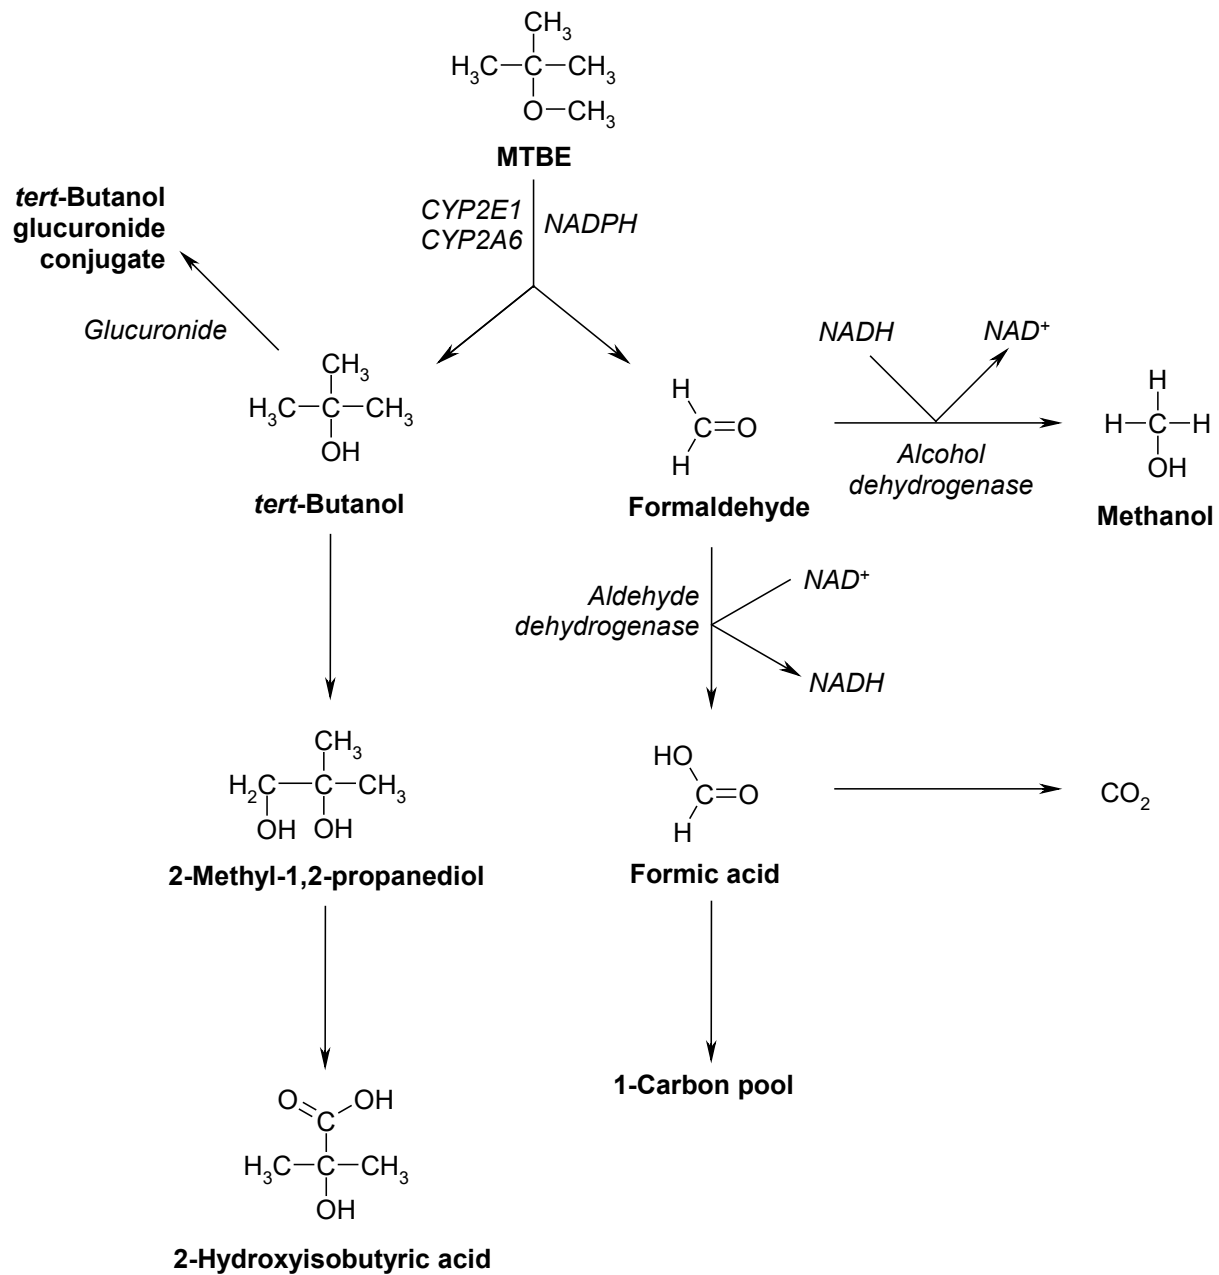 CH3
H3C–C–CH3
O–CH3
MTBE
tert-Butanol
glucuronide
conjugate
CYP2E1
CYP2A6
NADPH
Glucuronide
CH3
H3C–C–CH3
OH
tert-Butanol
H
C=O
H
Formaldehyde
NADH
NAD+
Alcohol
dehydrogenase
H
H–C–H
OH
Methanol
Aldehyde
dehydrogenase
NAD+
NADH
CH3
H2C–C–CH3
OH OH
2-Methyl-1,2-propanediol
HO
C=O
H
Formic acid
CO2
1-Carbon pool
O OH
C
H3C–C–CH3
OH
2-Hydroxyisobutyric acid